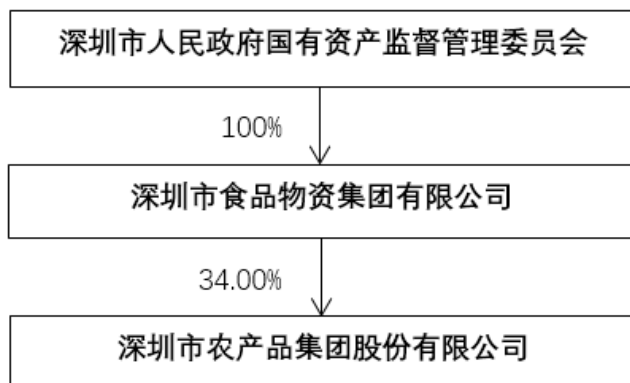 深圳市人民政府国有资产监督管理委员会
100%
深圳市食品物资集团有限公司
34.00%
深圳市农产品集团股份有限公司